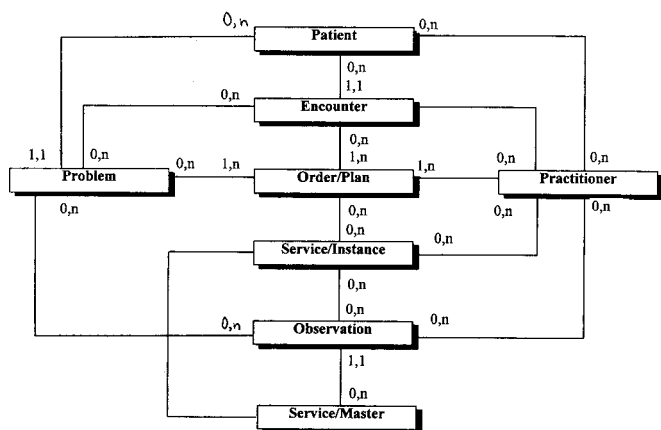 0,n 0,n
Patient
0,n
1,1
0,n Encounter
0,n
1,1 0,n 0,n 1,n 1,n 1,n 0,n 0,n
Problem Order/Plan Practitioner
0,n 0,n 0,n 0,n
0,n
Service/Instance 0,n
0,n
0,n
0,n Observation 0,n
1,1
0,n
Service/Master